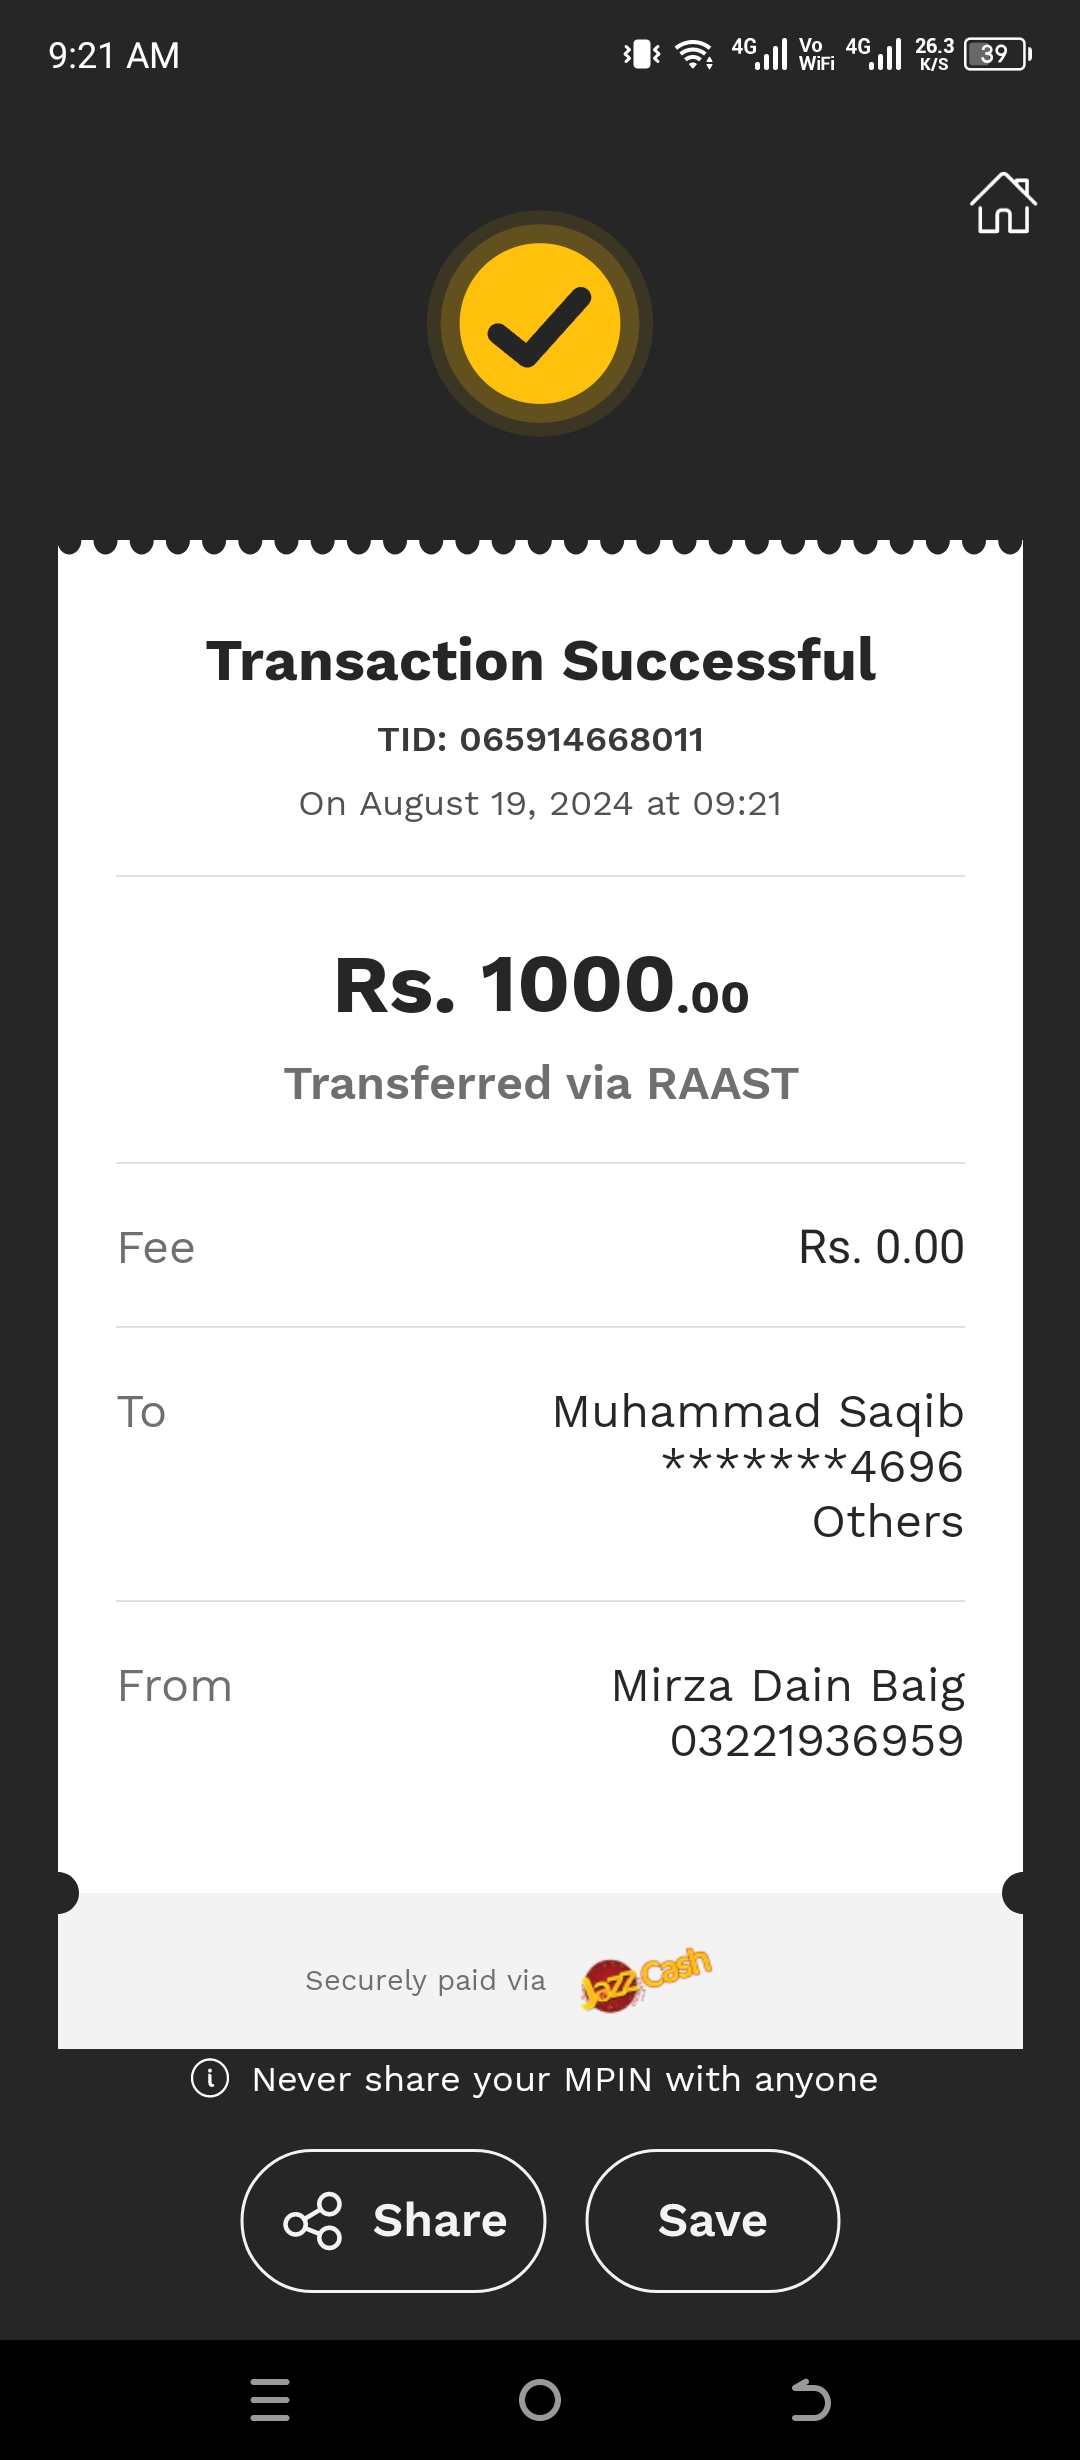 9:21 AM
4G Vo WiFi 4G 26.3 K/S 39
Transaction Successful
TID: 065914668011
On August 19, 2024 at 09:21
Rs. 1000.00
Transferred via RAAST
Fee Rs. 0.00
To Muhammad Saqib
*******4696
Others
From Mirza Dain Baig
03221936959
Securely paid via JazzCash
Never share your MPIN with anyone
Share Save